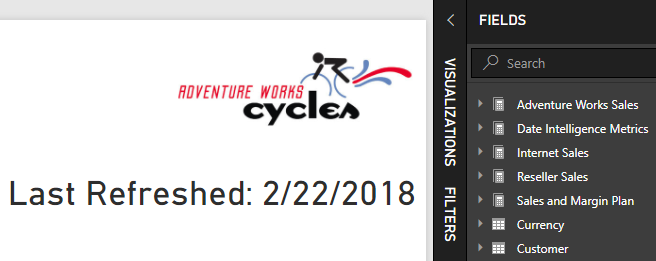 ADVENTURE WORKS
cycles
Last Refreshed: 2/22/2018
VISUALIZATIONS
FILTERS
FIELDS
Search
Adventure Works Sales
Date Intelligence Metrics
Internet Sales
Reseller Sales
Sales and Margin Plan
Currency
Customer